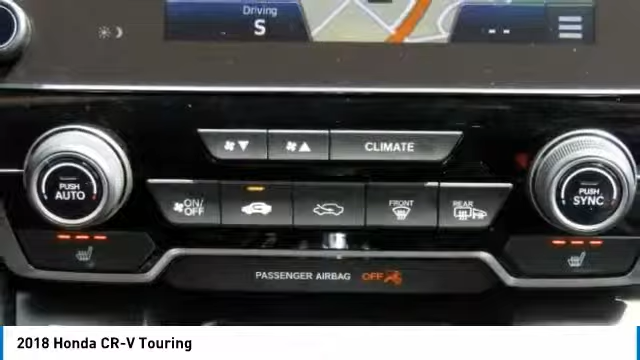 Driving
S
--
CLIMATE
PUSH
AUTO
ON/
OFF
FRONT
REAR
PUSH
SYNC
PASSENGER AIRBAG OFF
2018 Honda CR-V Touring